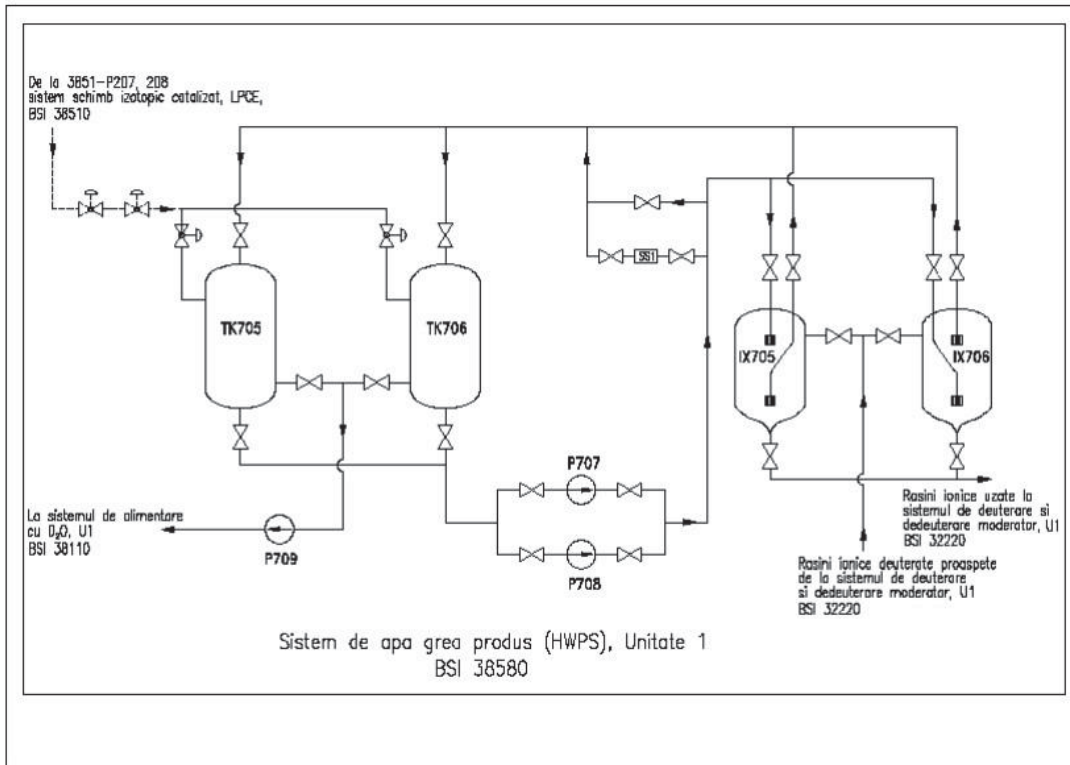 De la 3851-P207, 208
sistem schimb izotopic catalizat, LPCE,
BSI 38510
TK705
TK706
SS1
IX705
IX706
P707
P708
La sistemul de alimentare
cu D₂O, U1
BSI 38110
P709
Rasini ionice uzate la
sistemul de deuterare si
dedeuterare moderator, U1
BSI 32220
Rasini ionice deuterate proaspete
de la sistemul de deuterare
si dedeuterare moderator, U1
BSI 32220
Sistem de apa grea produs (HWPS), Unitate 1
BSI 38580